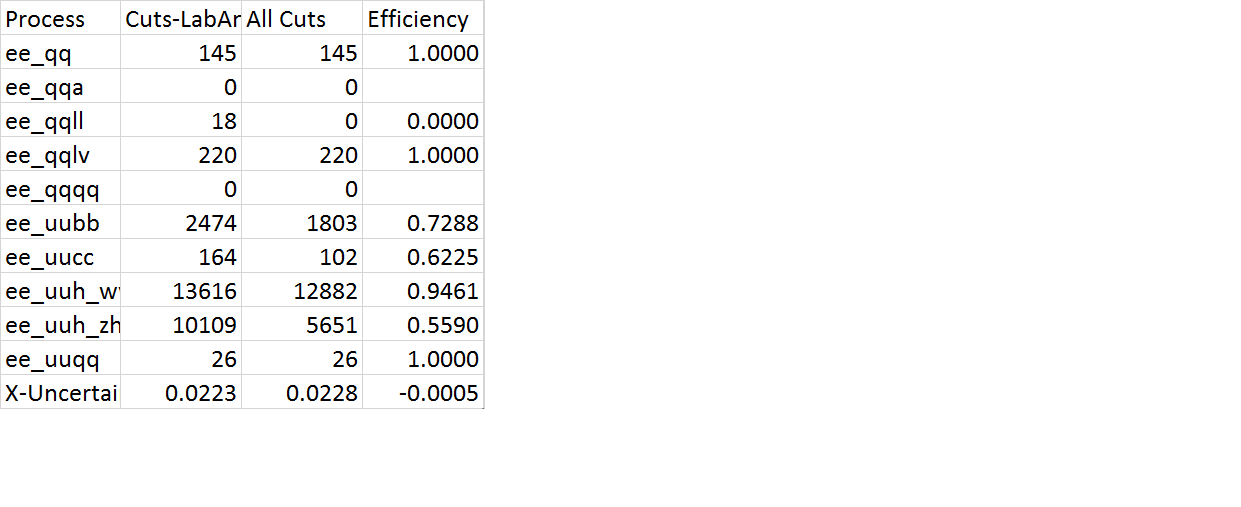 Process Cuts-LabAr All Cuts Efficiency
ee_qq 145 145 1.0000
ee_qqa 0 0
ee_qqll 18 0 0.0000
ee_qqlv 220 220 1.0000
ee_qqqq 0 0
ee_uubb 2474 1803 0.7288
ee_uucc 164 102 0.6225
ee_uuh_w 13616 12882 0.9461
ee_uuh_zh 10109 5651 0.5590
ee_uuqq 26 26 1.0000
X-Uncertai 0.0223 0.0228 -0.0005